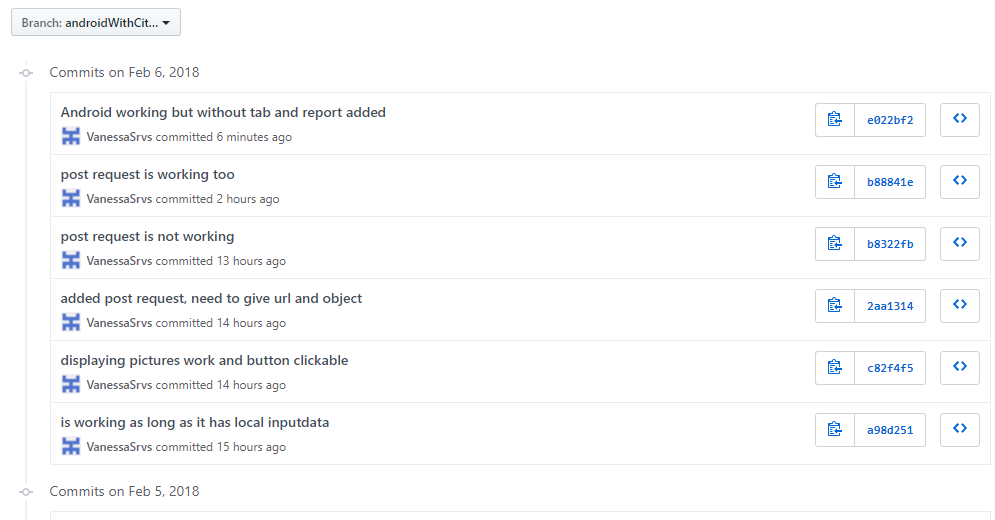 Branch: androidWithCit...
Commits on Feb 6, 2018
Android working but without tab and report added
VanessaSrvs committed 6 minutes ago
e022bf2
post request is working too
VanessaSrvs committed 2 hours ago
b88841e
post request is not working
VanessaSrvs committed 13 hours ago
b8322fb
added post request, need to give url and object
VanessaSrvs committed 14 hours ago
2aa1314
displaying pictures work and button clickable
VanessaSrvs committed 14 hours ago
c82f4f5
is working as long as it has local inputdata
VanessaSrvs committed 15 hours ago
a98d251
Commits on Feb 5, 2018